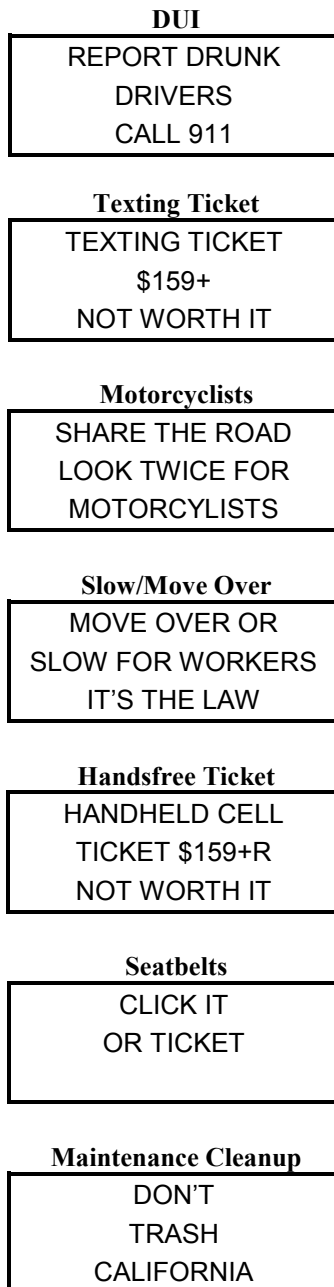 DUI
REPORT DRUNK
DRIVERS
CALL 911
Texting Ticket
TEXTING TICKET
$159+
NOT WORTH IT
Motorcyclists
SHARE THE ROAD
LOOK TWICE FOR
MOTORCYLISTS
Slow/Move Over
MOVE OVER OR
SLOW FOR WORKERS
IT'S THE LAW
Handsfree Ticket
HANDHELD CELL
TICKET $159+R
NOT WORTH IT
Seatbelts
CLICK IT
OR TICKET
Maintenance Cleanup
DON'T
TRASH
CALIFORNIA